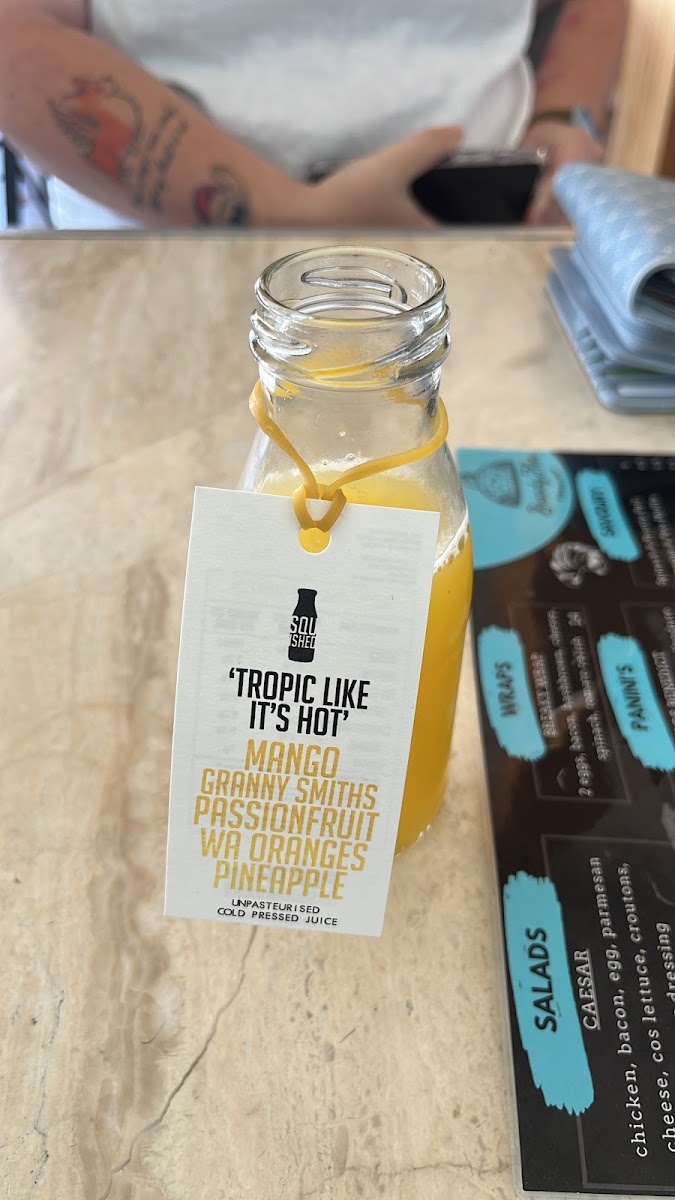 SQU
ISHED
'TROPIC LIKE
IT'S HOT'
MANGO
GRANNY SMITHS
PASSIONFRUIT
WA ORANGES
PINEAPPLE
UNPASTEURISED
COLD PRESSED JUICE
SAVOURY
WRAPS
PANINI'S
SALADS
CAESAR
chicken, bacon, egg, parmesan
cheese, cos lettuce, croutons,
dressing